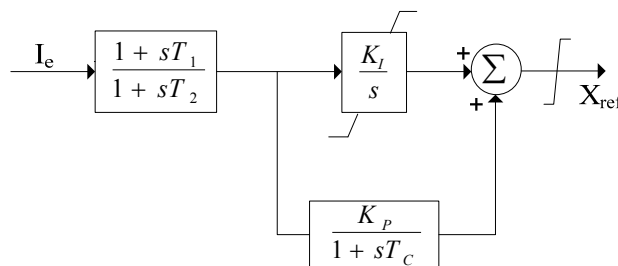 I_e
1 + sT_1
1 + sT_2
K_I
s
+
Σ
+
X_ref
K_P
1 + sT_C